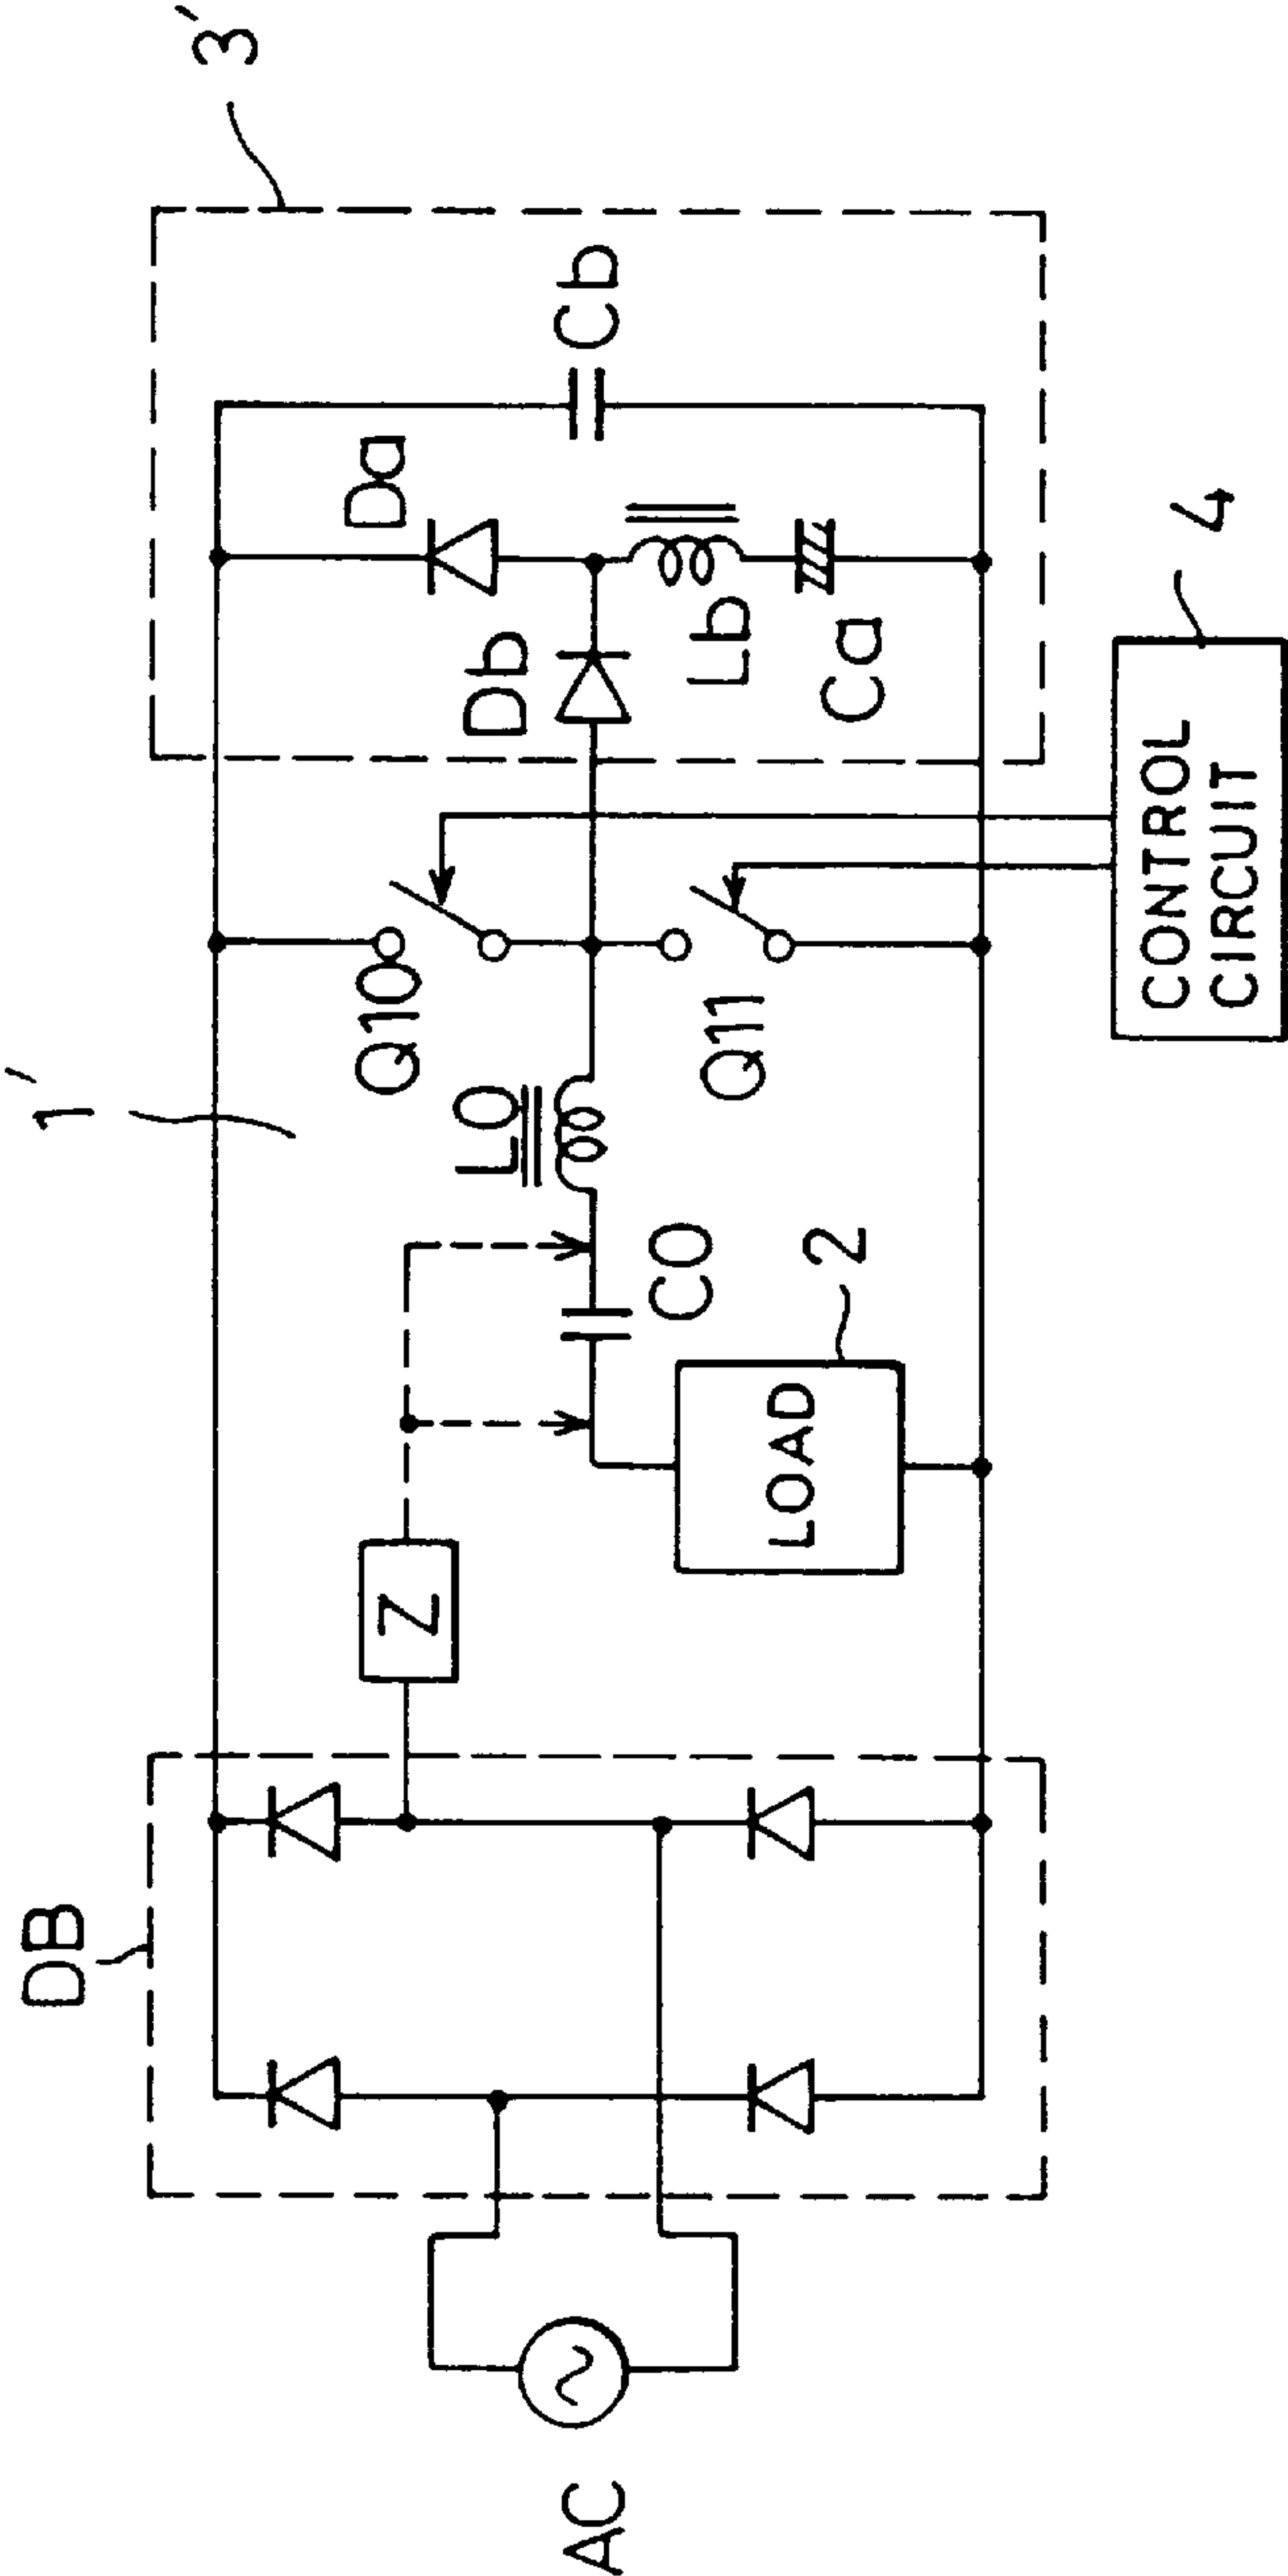 AC
DB
Z
LOAD
2
C0
L0
1'
Q10
Q11
Db
Da
Lb
Ca
Cb
3'
CONTROL
CIRCUIT
4